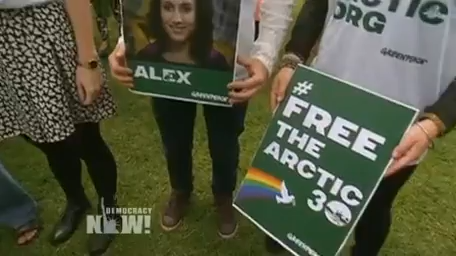 ARCTIC
ORG
GREENPEACE
ALEX
GREENPEACE
#
FREE
THE
ARCTIC
30
GREENPEACE
DEMOCRACY
NOW!